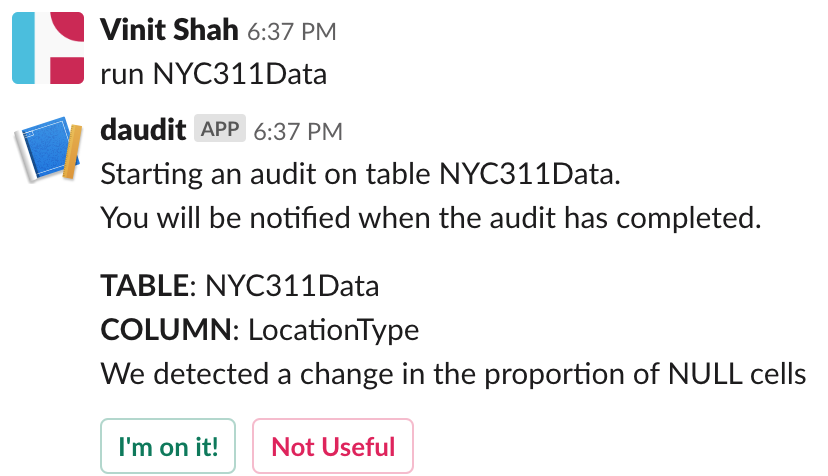 Vinit Shah 6:37 PM
run NYC311Data
daudit APP 6:37 PM
Starting an audit on table NYC311Data.
You will be notified when the audit has completed.
TABLE: NYC311Data
COLUMN: LocationType
We detected a change in the proportion of NULL cells
I'm on it! Not Useful